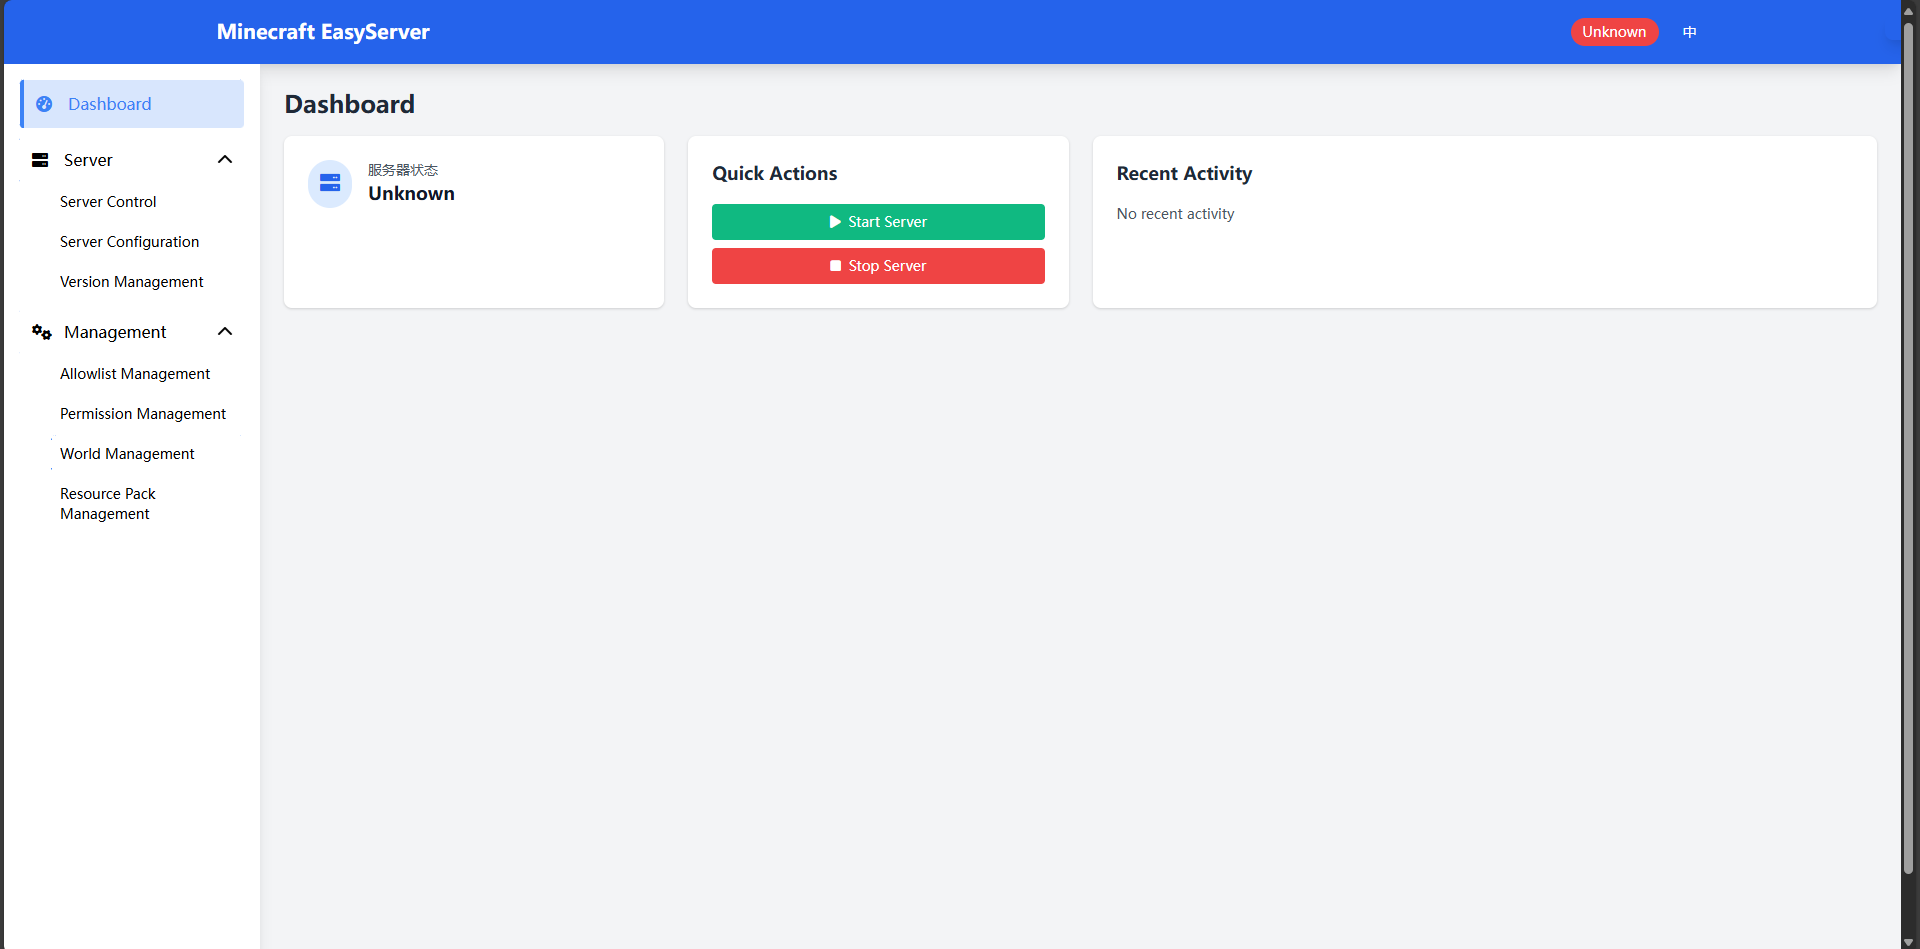 Minecraft EasyServer
Unknown
中
Dashboard
Server
Server Control
Server Configuration
Version Management
Management
Allowlist Management
Permission Management
World Management
Resource Pack
Management
Dashboard
服务器状态
Unknown
Quick Actions
Start Server
Stop Server
Recent Activity
No recent activity